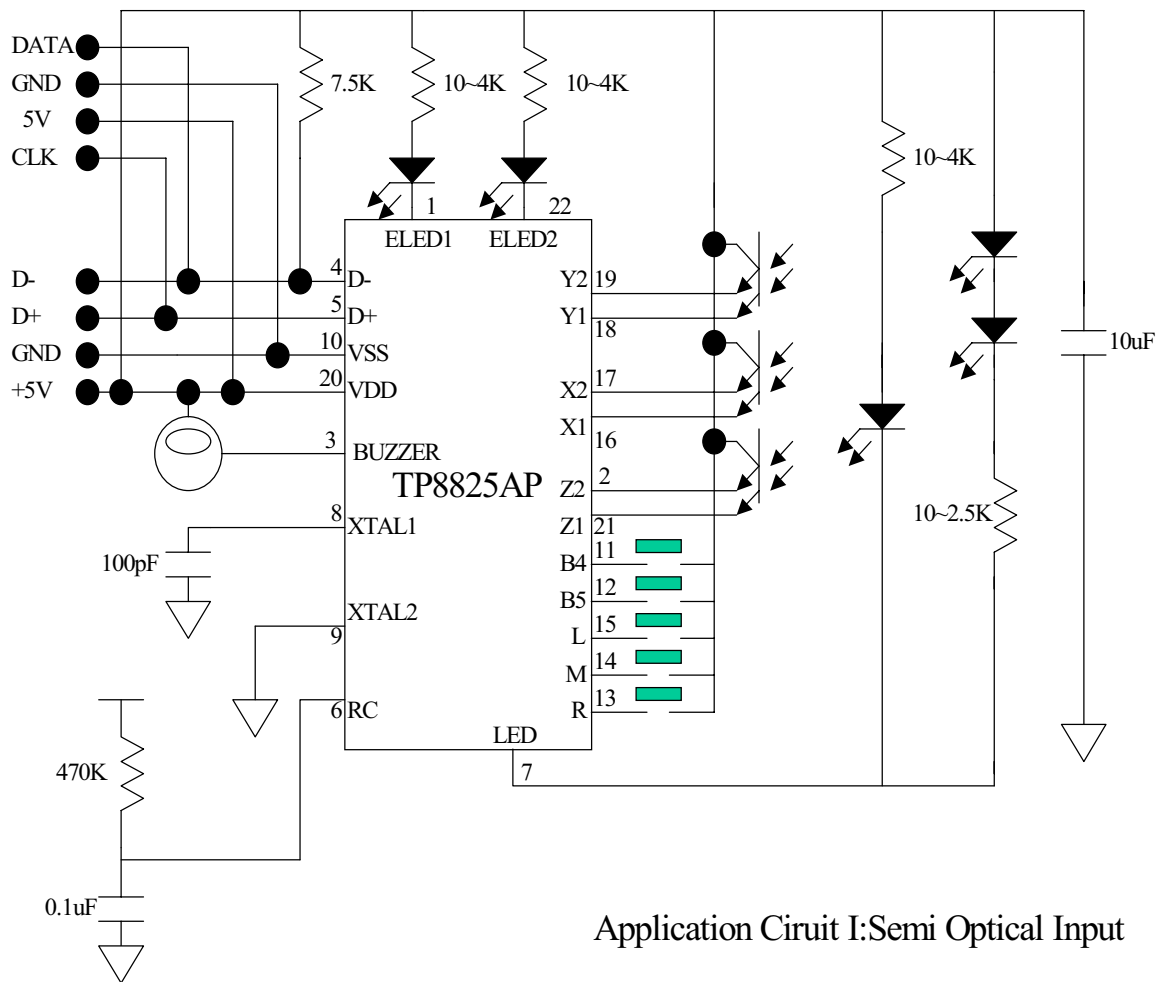 DATA
GND
5V
CLK
7.5K
10~4K
10~4K
10~4K
1
22
ELED1
ELED2
D-
4
D-
D+
5
D+
GND
10
VSS
+5V
20
VDD
3
BUZZER
TP8825AP
8
XTAL1
100pF
XTAL2
9
6
RC
470K
0.1uF
Y2
19
Y1
18
X2
17
X1
16
Z2
2
Z1
21
B4
11
B5
12
L
15
M
14
R
13
LED
7
10~2.5K
10uF
Application Ciruit I:Semi Optical Input